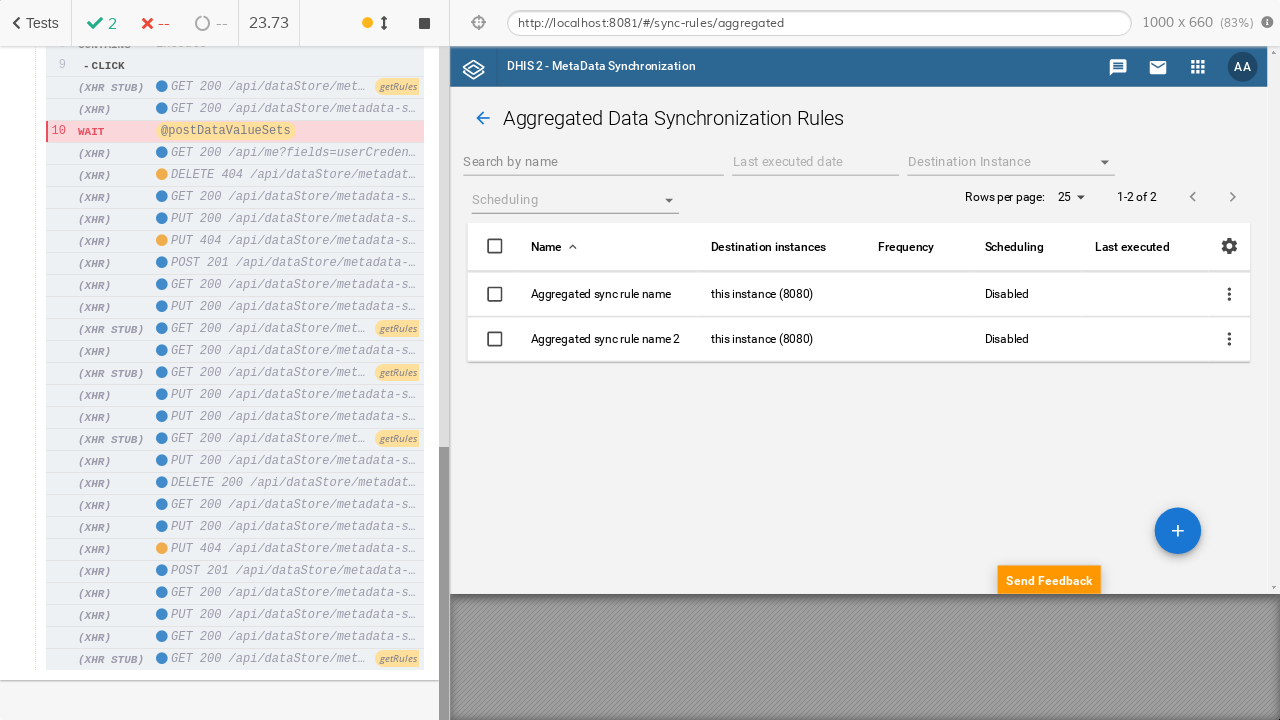 Tests
2
--
--
23.73
http://localhost:8081/#/sync-rules/aggregated
1000 x 660 (83%)
9 -CLICK
(XHR STUB) GET 200 /api/dataStore/met… getRules
(XHR) GET 200 /api/dataStore/metadata-s…
10 WAIT @postDataValueSets
(XHR) GET 200 /api/me?fields=userCreden…
(XHR) DELETE 404 /api/dataStore/metadat…
(XHR) GET 200 /api/dataStore/metadata-s…
(XHR) PUT 200 /api/dataStore/metadata-s…
(XHR) PUT 404 /api/dataStore/metadata-s…
(XHR) POST 201 /api/dataStore/metadata-…
(XHR) GET 200 /api/dataStore/metadata-s…
(XHR) PUT 200 /api/dataStore/metadata-s…
(XHR STUB) GET 200 /api/dataStore/met… getRules
(XHR) GET 200 /api/dataStore/metadata-s…
(XHR STUB) GET 200 /api/dataStore/met… getRules
(XHR) PUT 200 /api/dataStore/metadata-s…
(XHR) PUT 200 /api/dataStore/metadata-s…
(XHR STUB) GET 200 /api/dataStore/met… getRules
(XHR) PUT 200 /api/dataStore/metadata-s…
(XHR) DELETE 200 /api/dataStore/metadat…
(XHR) GET 200 /api/dataStore/metadata-s…
(XHR) PUT 200 /api/dataStore/metadata-s…
(XHR) PUT 404 /api/dataStore/metadata-s…
(XHR) POST 201 /api/dataStore/metadata-…
(XHR) GET 200 /api/dataStore/metadata-s…
(XHR) PUT 200 /api/dataStore/metadata-s…
(XHR) GET 200 /api/dataStore/metadata-s…
(XHR STUB) GET 200 /api/dataStore/met… getRules
DHIS 2 - MetaData Synchronization
AA
Aggregated Data Synchronization Rules
Search by name
Last executed date
Destination Instance
Scheduling
Rows per page: 25 1-2 of 2
Name Destination instances Frequency Scheduling Last executed
Aggregated sync rule name this instance (8080) Disabled
Aggregated sync rule name 2 this instance (8080) Disabled
+
Send Feedback